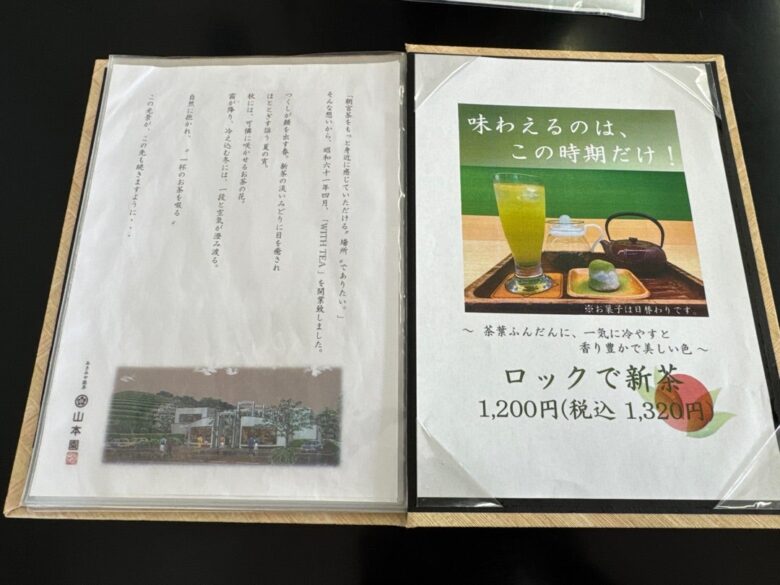 「朝宮茶をもっと身近に感じていただける〝場所〟でありたい。」
そんな想いから、昭和六十一年四月、「WITH TEA」を開業致しました。
つくしが顔を出す春。新茶の淡いみどりに目を癒され
ほととぎす謳う夏の宵。
秋には、可憐に咲かせるお茶の花。
霜が降り、冷え込む冬には、一段と空気が澄み渡る。
自然に抱かれ、〝一杯のお茶を啜る〟
この光景が、この先も続きますように・・・
山本園
味わえるのは、
この時期だけ！
※お菓子は日替わりです。
～ 茶葉ふんだんに、一気に冷やすと
香り豊かで美しい色～
ロックで新茶
1,200円(税込 1,320円